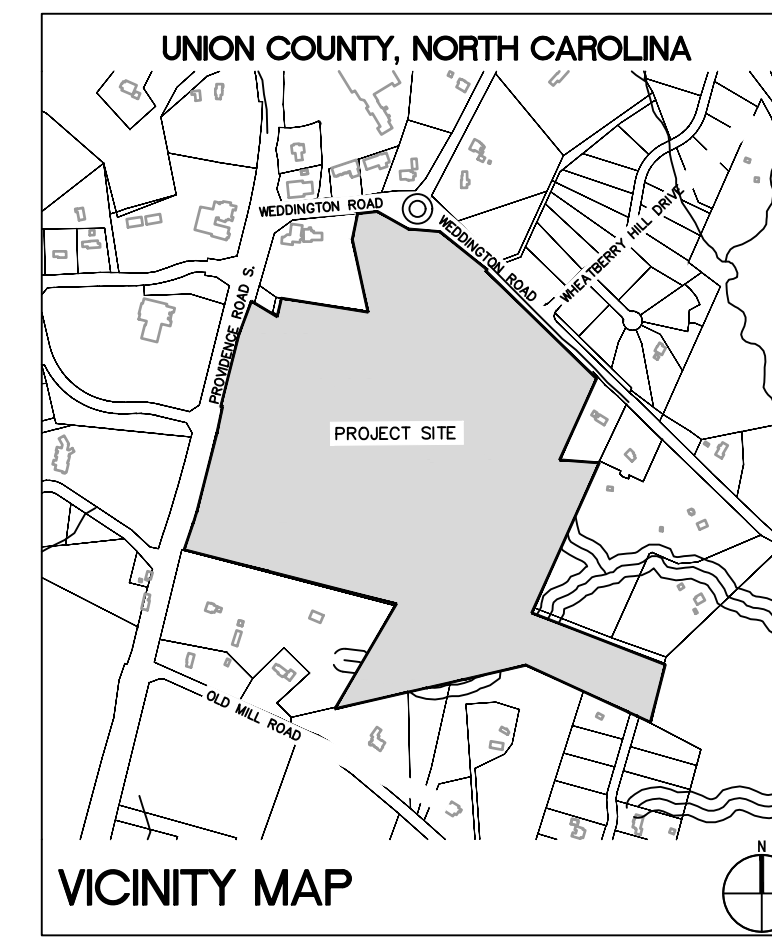 UNION COUNTY, NORTH CAROLINA
WEDDINGTON ROAD
WEDDINGTON ROAD
WHEATBERRY HILL DRIVE
PROVIDENCE ROAD S.
PROJECT SITE
OLD MILL ROAD
VICINITY MAP
N